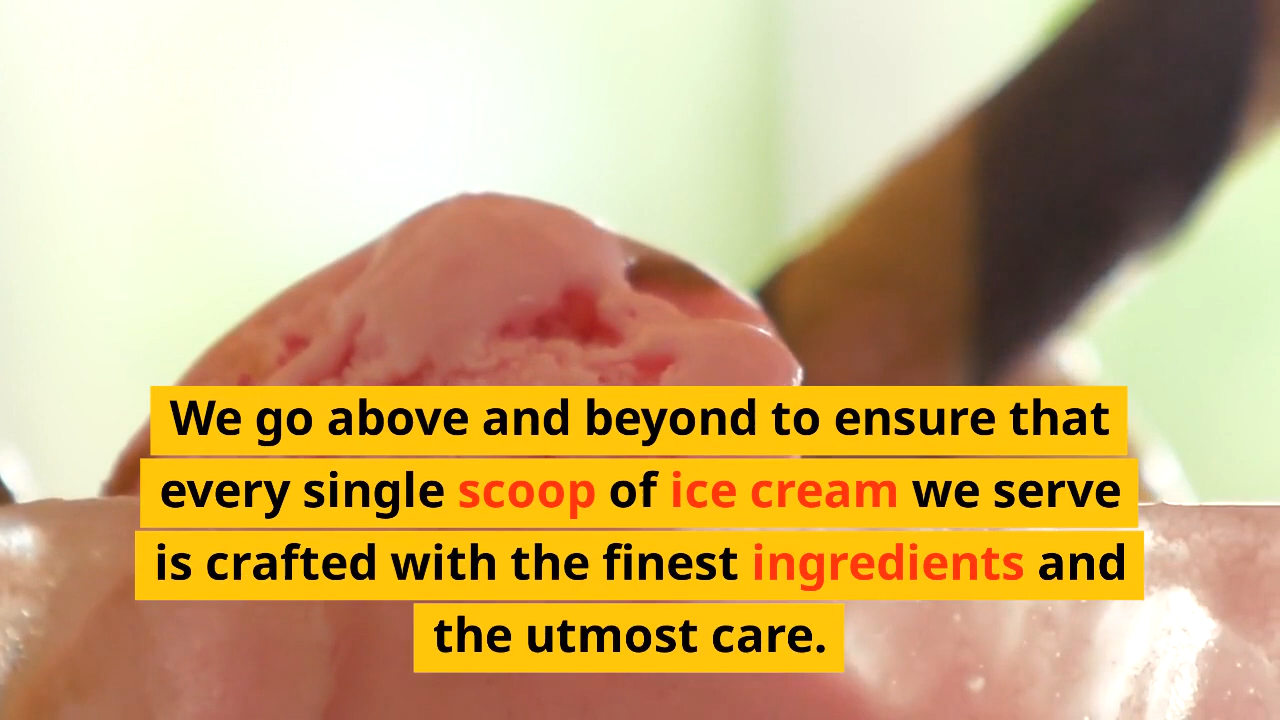 We go above and beyond to ensure that
every single scoop of ice cream we serve
is crafted with the finest ingredients and
the utmost care.